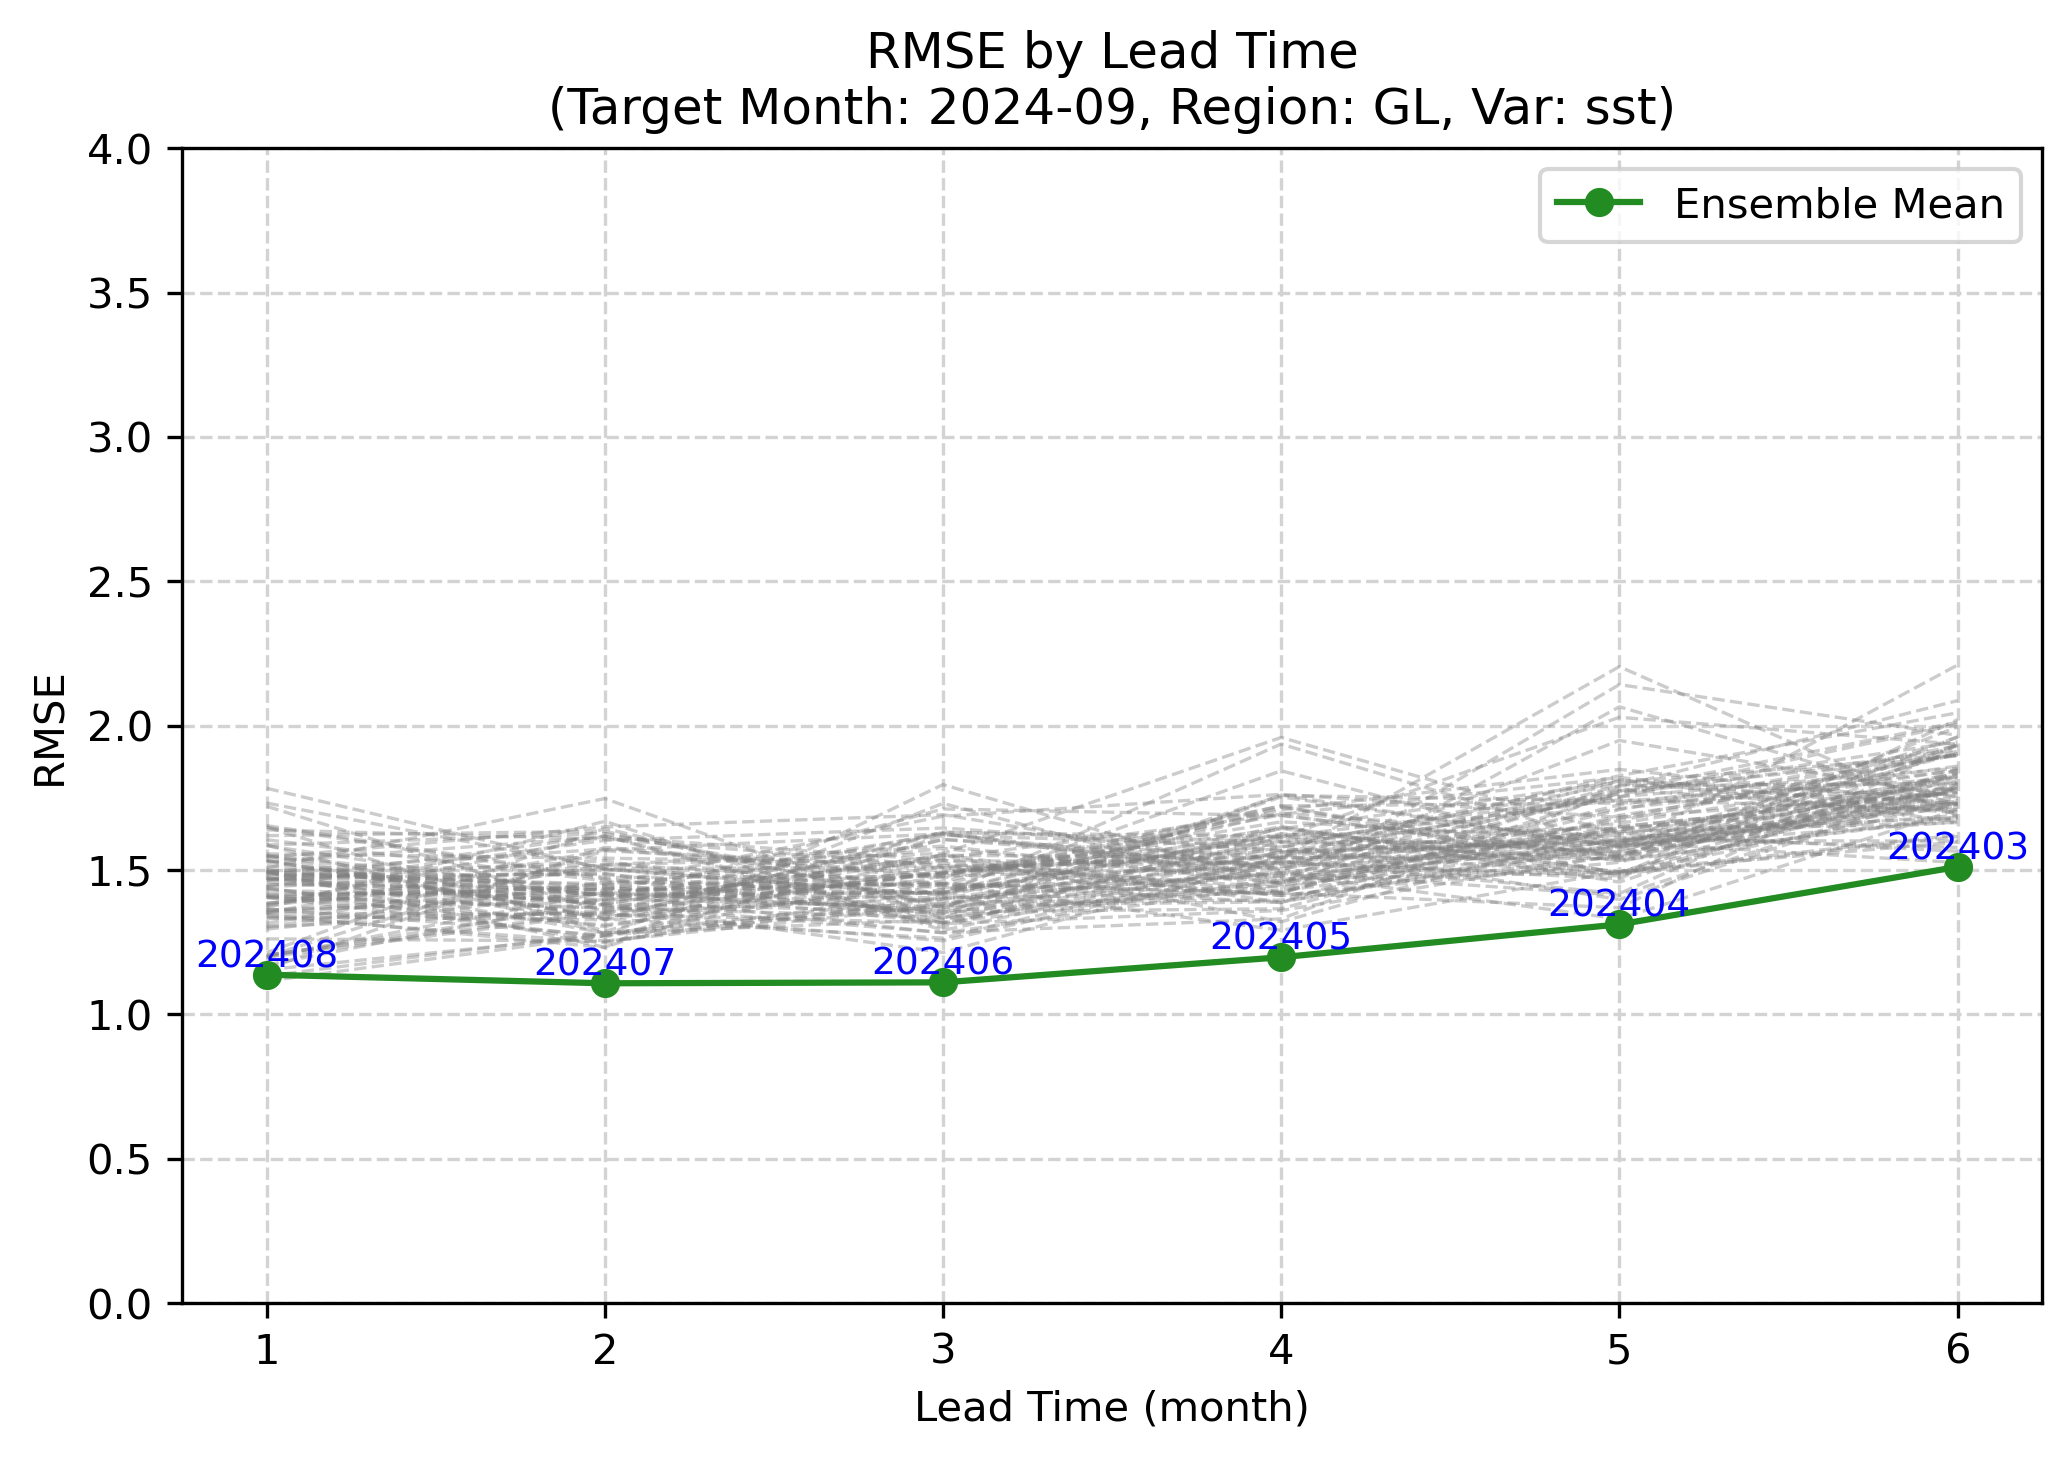 RMSE by Lead Time
(Target Month: 2024-09, Region: GL, Var: sst)
4.0
3.5
3.0
2.5
2.0
1.5
1.0
0.5
0.0
RMSE
Ensemble Mean
202408
202407
202406
202405
202404
202403
1 2 3 4 5 6
Lead Time (month)